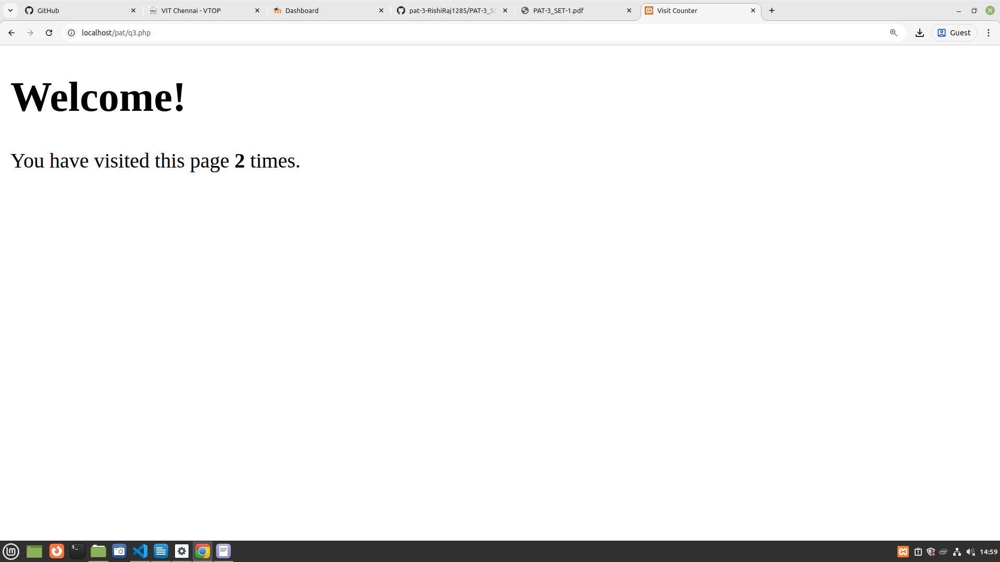 GitHub
VIT Chennai - VTOP
Dashboard
pat-3-RishiRaj1285/PAT-3_SE
PAT-3_SET-1.pdf
Visit Counter
localhost/pat/q3.php
Guest
Welcome!
You have visited this page 2 times.
14:59